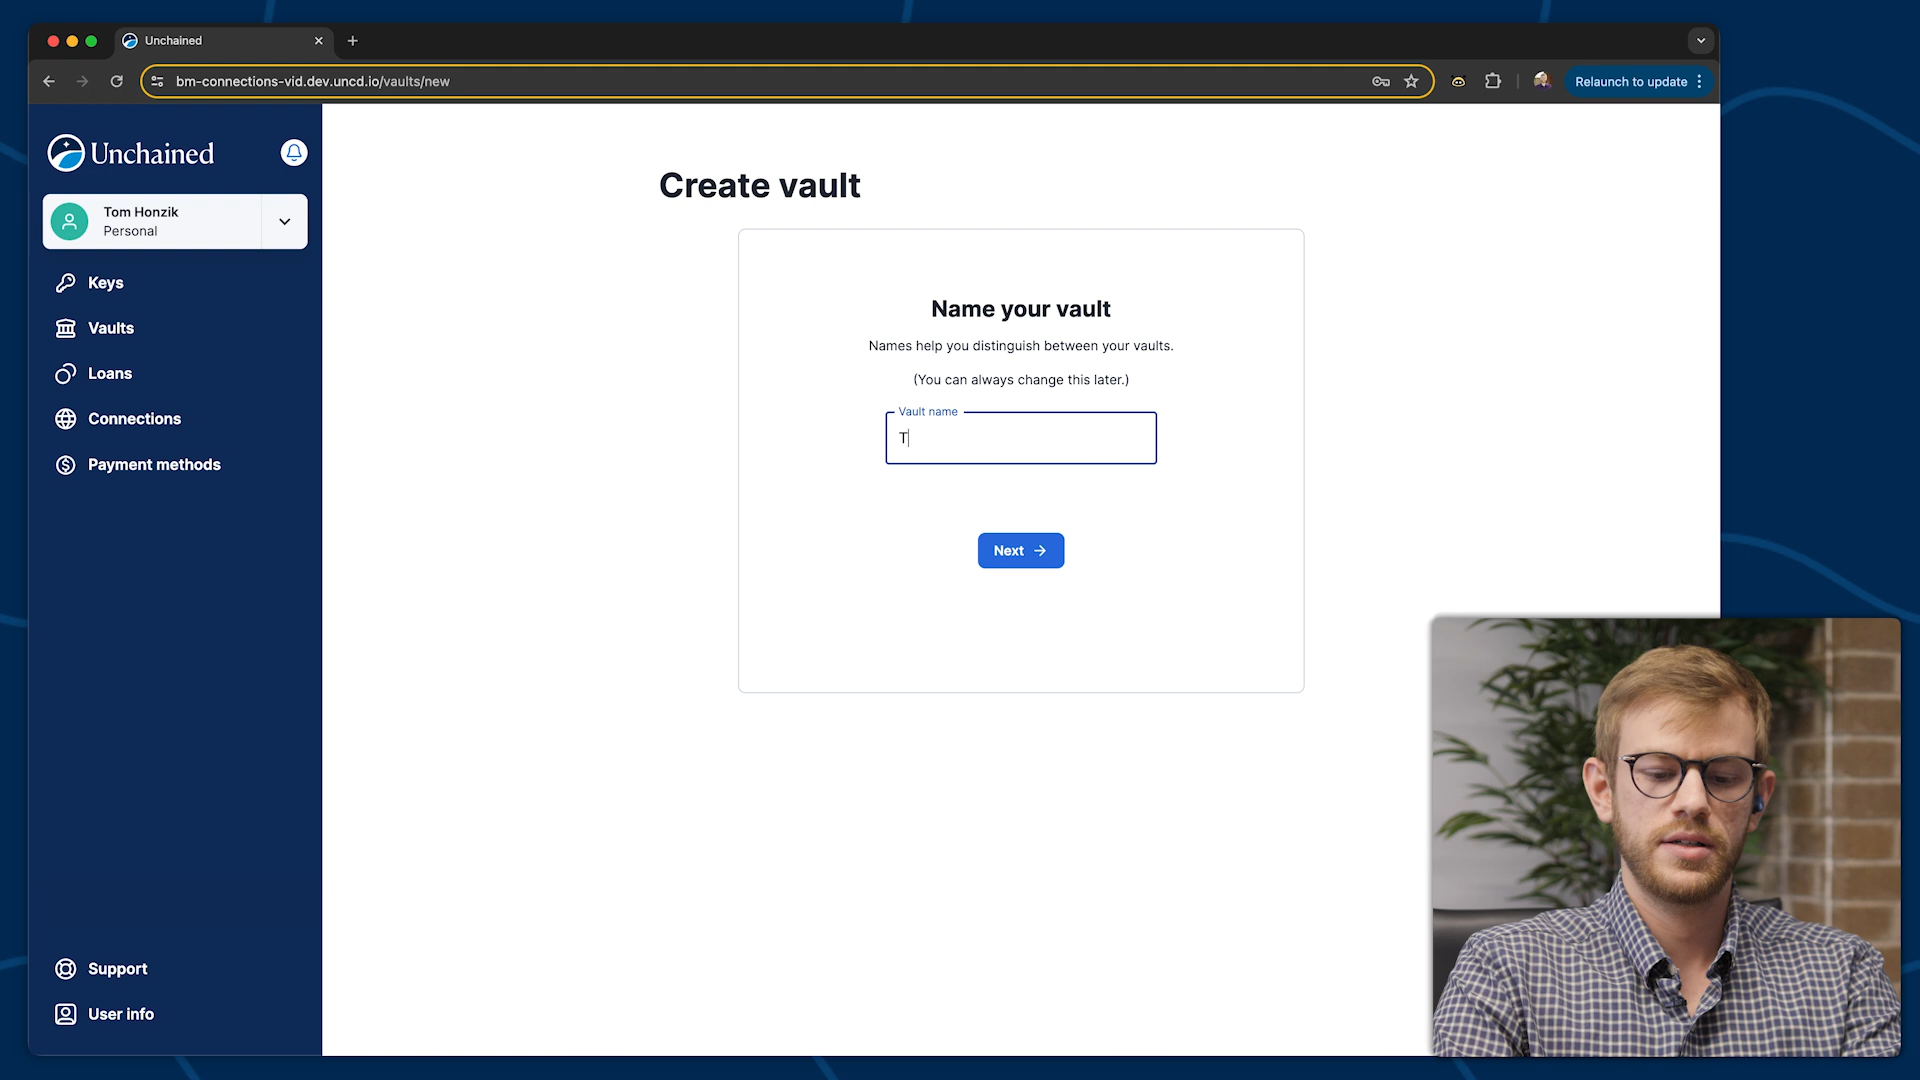 Unchained
bm-connections-vid.dev.uncd.io/vaults/new
Relaunch to update
Unchained
Tom Honzik
Personal
Keys
Vaults
Loans
Connections
Payment methods
Support
User info
Create vault
Name your vault
Names help you distinguish between your vaults.
(You can always change this later.)
Vault name
T
Next